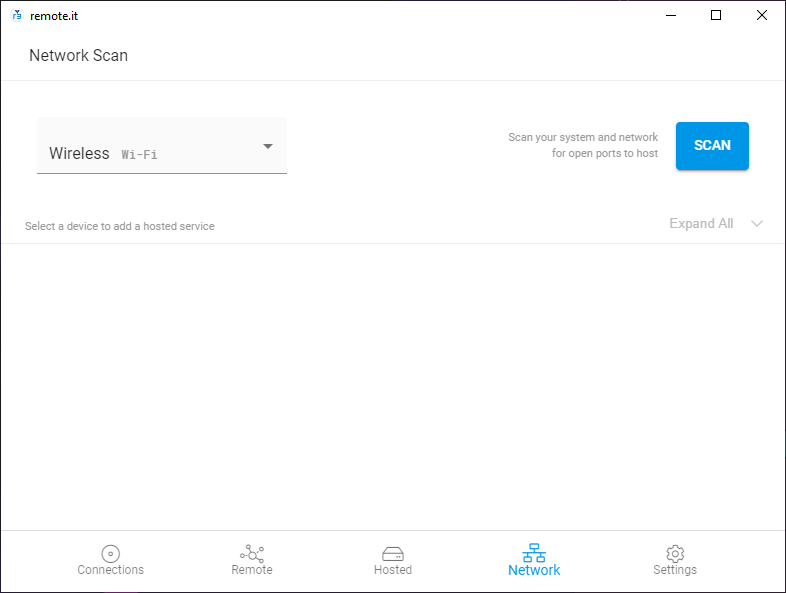 remote.it
Network Scan
Wireless Wi-Fi
Scan your system and network
for open ports to host
SCAN
Select a device to add a hosted service
Expand All
Connections
Remote
Hosted
Network
Settings